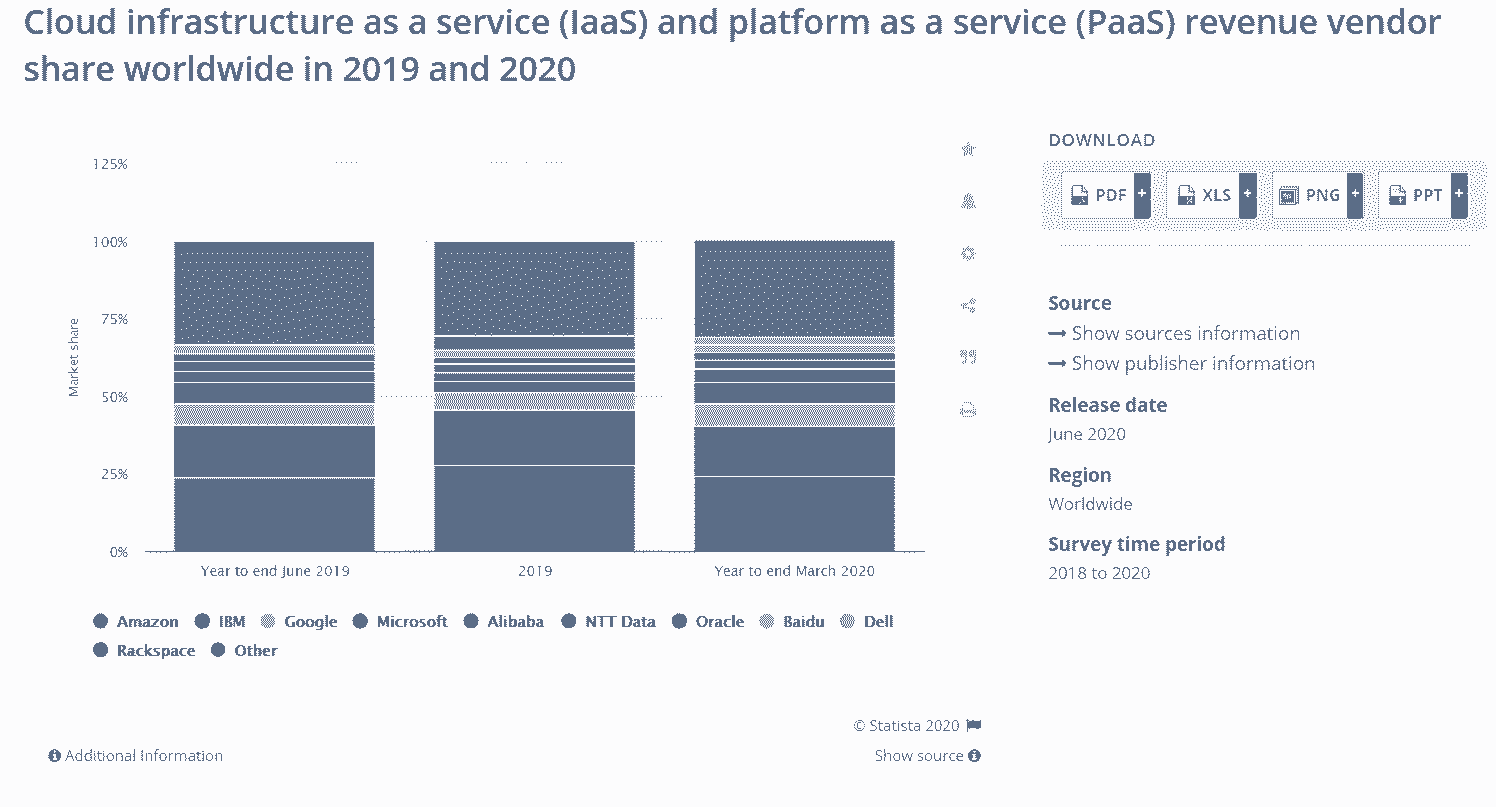 Cloud infrastructure as a service (IaaS) and platform as a service (PaaS) revenue vendor
share worldwide in 2019 and 2020
125%
100%
75%
50%
25%
0%
Market share
Year to end June 2019
2019
Year to end March 2020
Amazon IBM Google Microsoft Alibaba NTT Data Oracle Baidu Dell
Rackspace Other
© Statista 2020
Additional Information
Show source
DOWNLOAD
PDF + XLS + PNG + PPT +
Source
Show sources information
Show publisher information
Release date
June 2020
Region
Worldwide
Survey time period
2018 to 2020